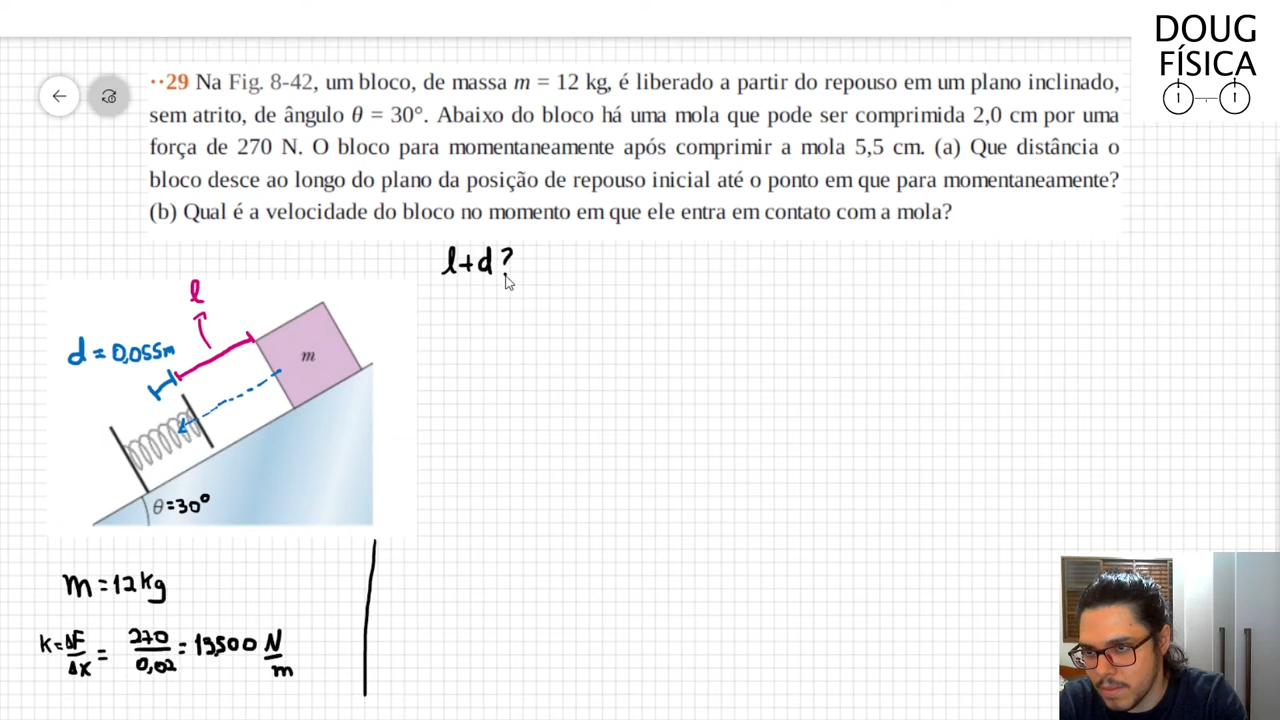 DOUG
FÍSICA
••29 Na Fig. 8-42, um bloco, de massa m = 12 kg, é liberado a partir do repouso em um plano inclinado,
sem atrito, de ângulo θ = 30°. Abaixo do bloco há uma mola que pode ser comprimida 2,0 cm por uma
força de 270 N. O bloco para momentaneamente após comprimir a mola 5,5 cm. (a) Que distância o
bloco desce ao longo do plano da posição de repouso inicial até o ponto em que para momentaneamente?
(b) Qual é a velocidade do bloco no momento em que ele entra em contato com a mola?
l+d?
l
d = 0,055m
m
θ=30°
m = 12 kg
K = ΔF/ΔX = 270/0,02 = 13,500 N/m